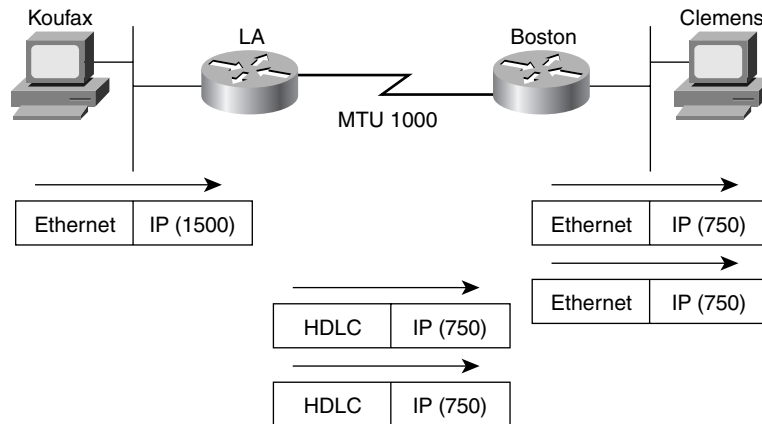 Koufax
LA
Boston
Clemens
MTU 1000
Ethernet IP (1500)
Ethernet IP (750)
Ethernet IP (750)
HDLC IP (750)
HDLC IP (750)